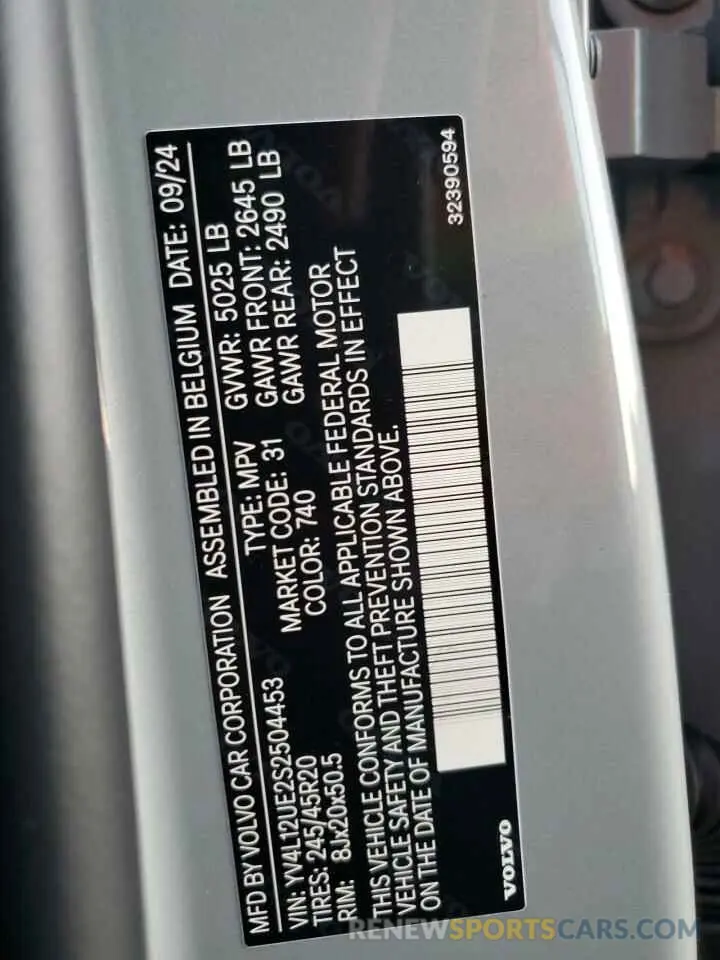 MFD BY VOLVO CAR CORPORATION ASSEMBLED IN BELGIUM DATE: 09/24
VIN: YV4L12UE2S2504453 TYPE: MPV GVWR: 5025 LB
TIRES: 245/45R20 MARKET CODE: 31 GAWR FRONT: 2645 LB
RIM: 8Jx20x50.5 COLOR: 740 GAWR REAR: 2490 LB
THIS VEHICLE CONFORMS TO ALL APPLICABLE FEDERAL MOTOR
VEHICLE SAFETY AND THEFT PREVENTION STANDARDS IN EFFECT
ON THE DATE OF MANUFACTURE SHOWN ABOVE.
VOLVO
32390594
RENEWSPORTSCARS.COM